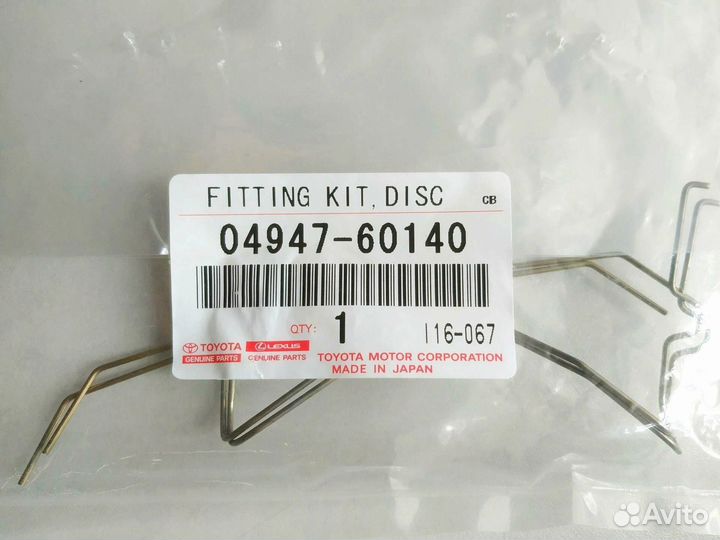 FITTING KIT, DISC CB
04947-60140
QTY: 1 I16-067
TOYOTA LEXUS
GENUINE PARTS GENUINE PARTS TOYOTA MOTOR CORPORATION
MADE IN JAPAN
Avito